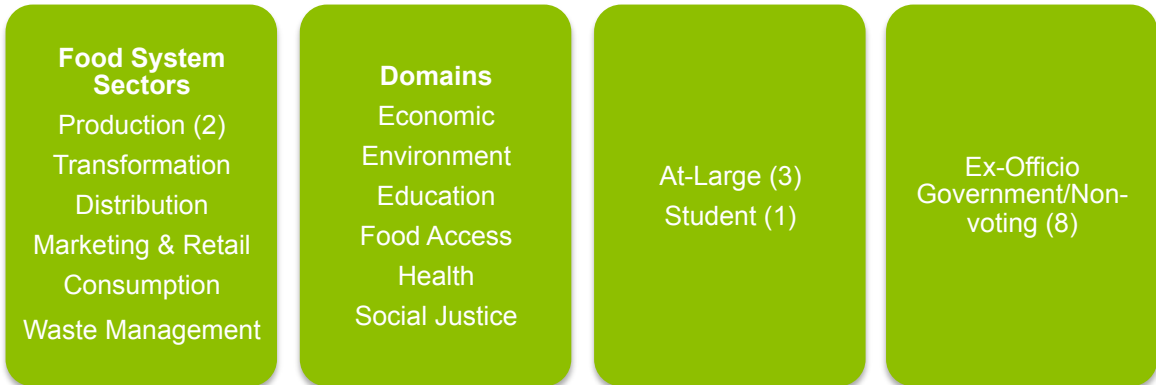 Food System
Sectors
Production (2)
Transformation
Distribution
Marketing & Retail
Consumption
Waste Management
Domains
Economic
Environment
Education
Food Access
Health
Social Justice
At-Large (3)
Student (1)
Ex-Officio
Government/Non-
voting (8)